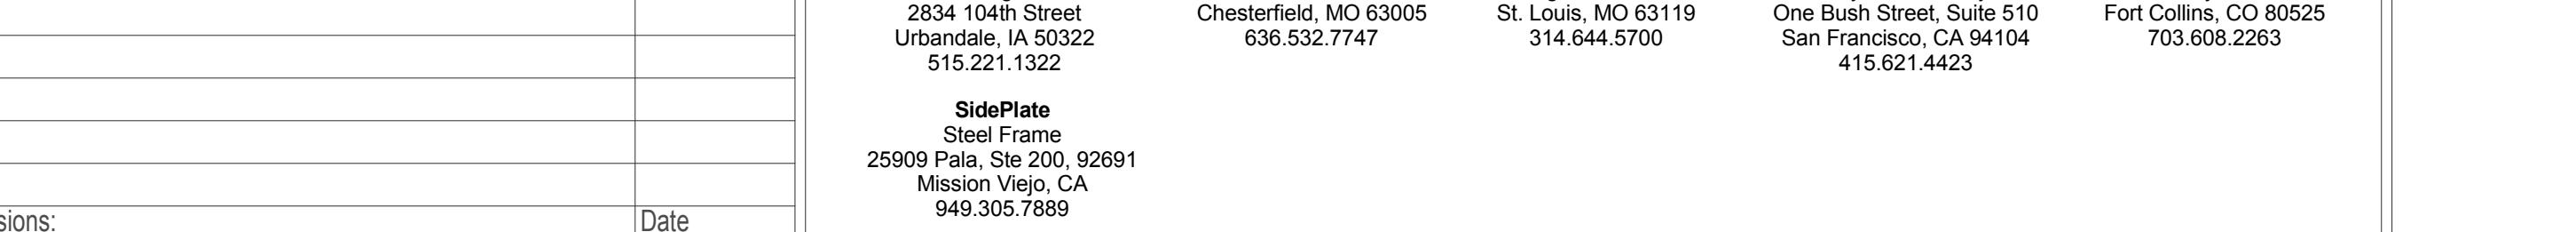 2834 104th Street
Urbandale, IA 50322
515.221.1322
Chesterfield, MO 63005
636.532.7747
St. Louis, MO 63119
314.644.5700
One Bush Street, Suite 510
San Francisco, CA 94104
415.621.4423
Fort Collins, CO 80525
703.608.2263
SidePlate
Steel Frame
25909 Pala, Ste 200, 92691
Mission Viejo, CA
949.305.7889
sions:
Date